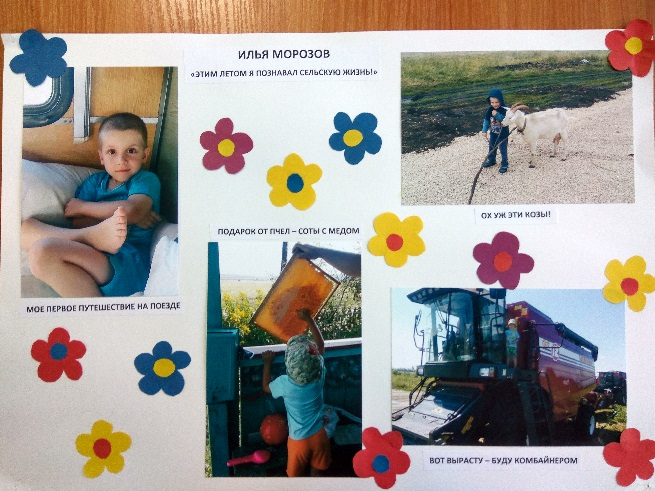 ИЛЬЯ МОРОЗОВ
«ЭТИМ ЛЕТОМ Я ПОЗНАВАЛ СЕЛЬСКУЮ ЖИЗНЬ!»
ОХ УЖ ЭТИ КОЗЫ!
ПОДАРОК ОТ ПЧЕЛ – СОТЫ С МЕДОМ
МОЕ ПЕРВОЕ ПУТЕШЕСТВИЕ НА ПОЕЗДЕ
ВОТ ВЫРАСТУ – БУДУ КОМБАЙНЕРОМ